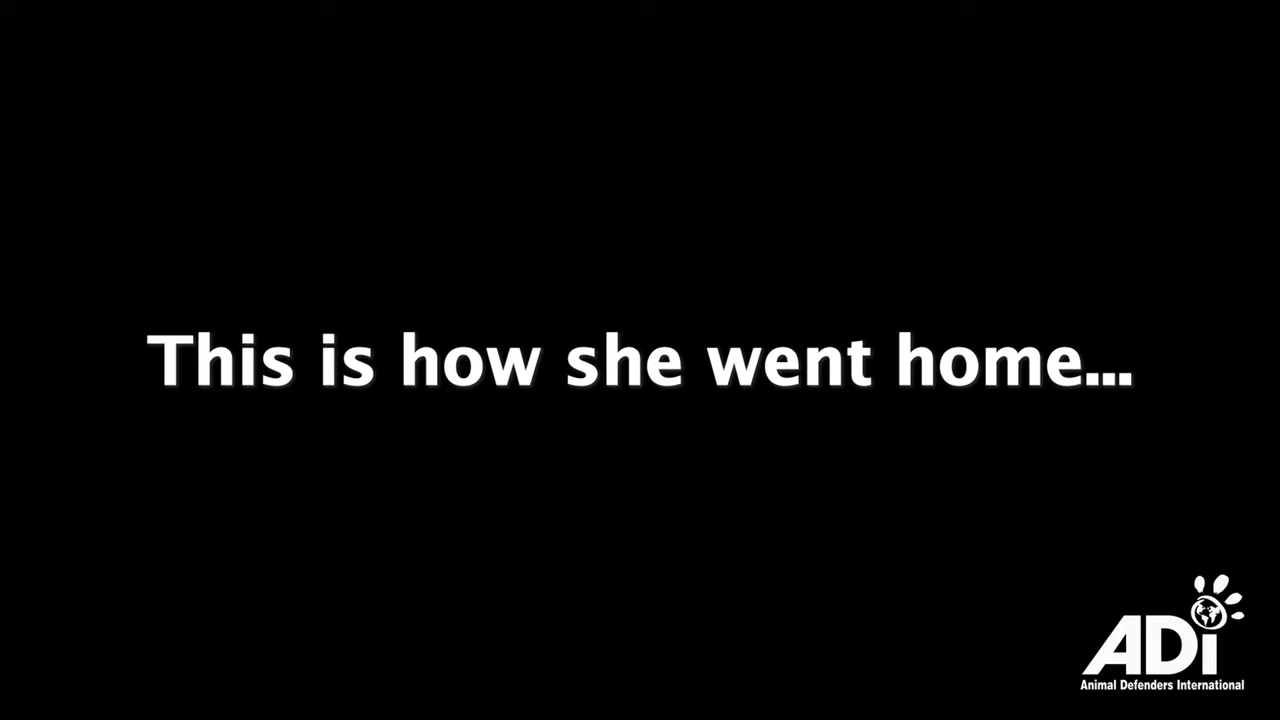 This is how she went home...
ADi
Animal Defenders International